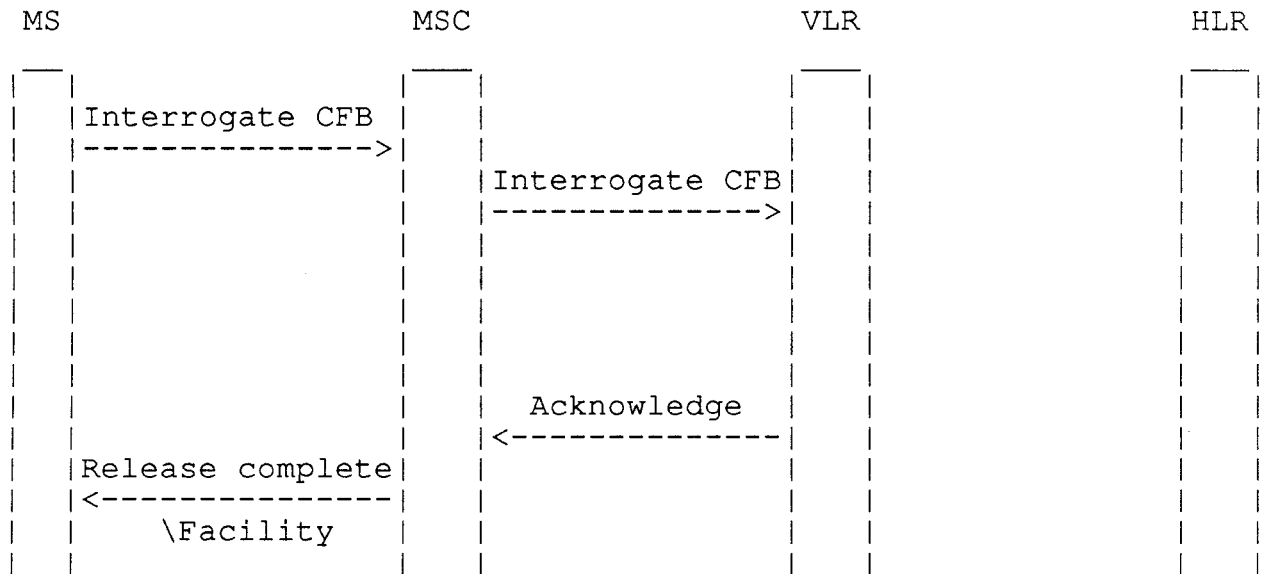 MS MSC VLR HLR
Interrogate CFB
--------------->
Interrogate CFB
-------------->
Acknowledge
<--------------
Release complete
<---------------
\Facility